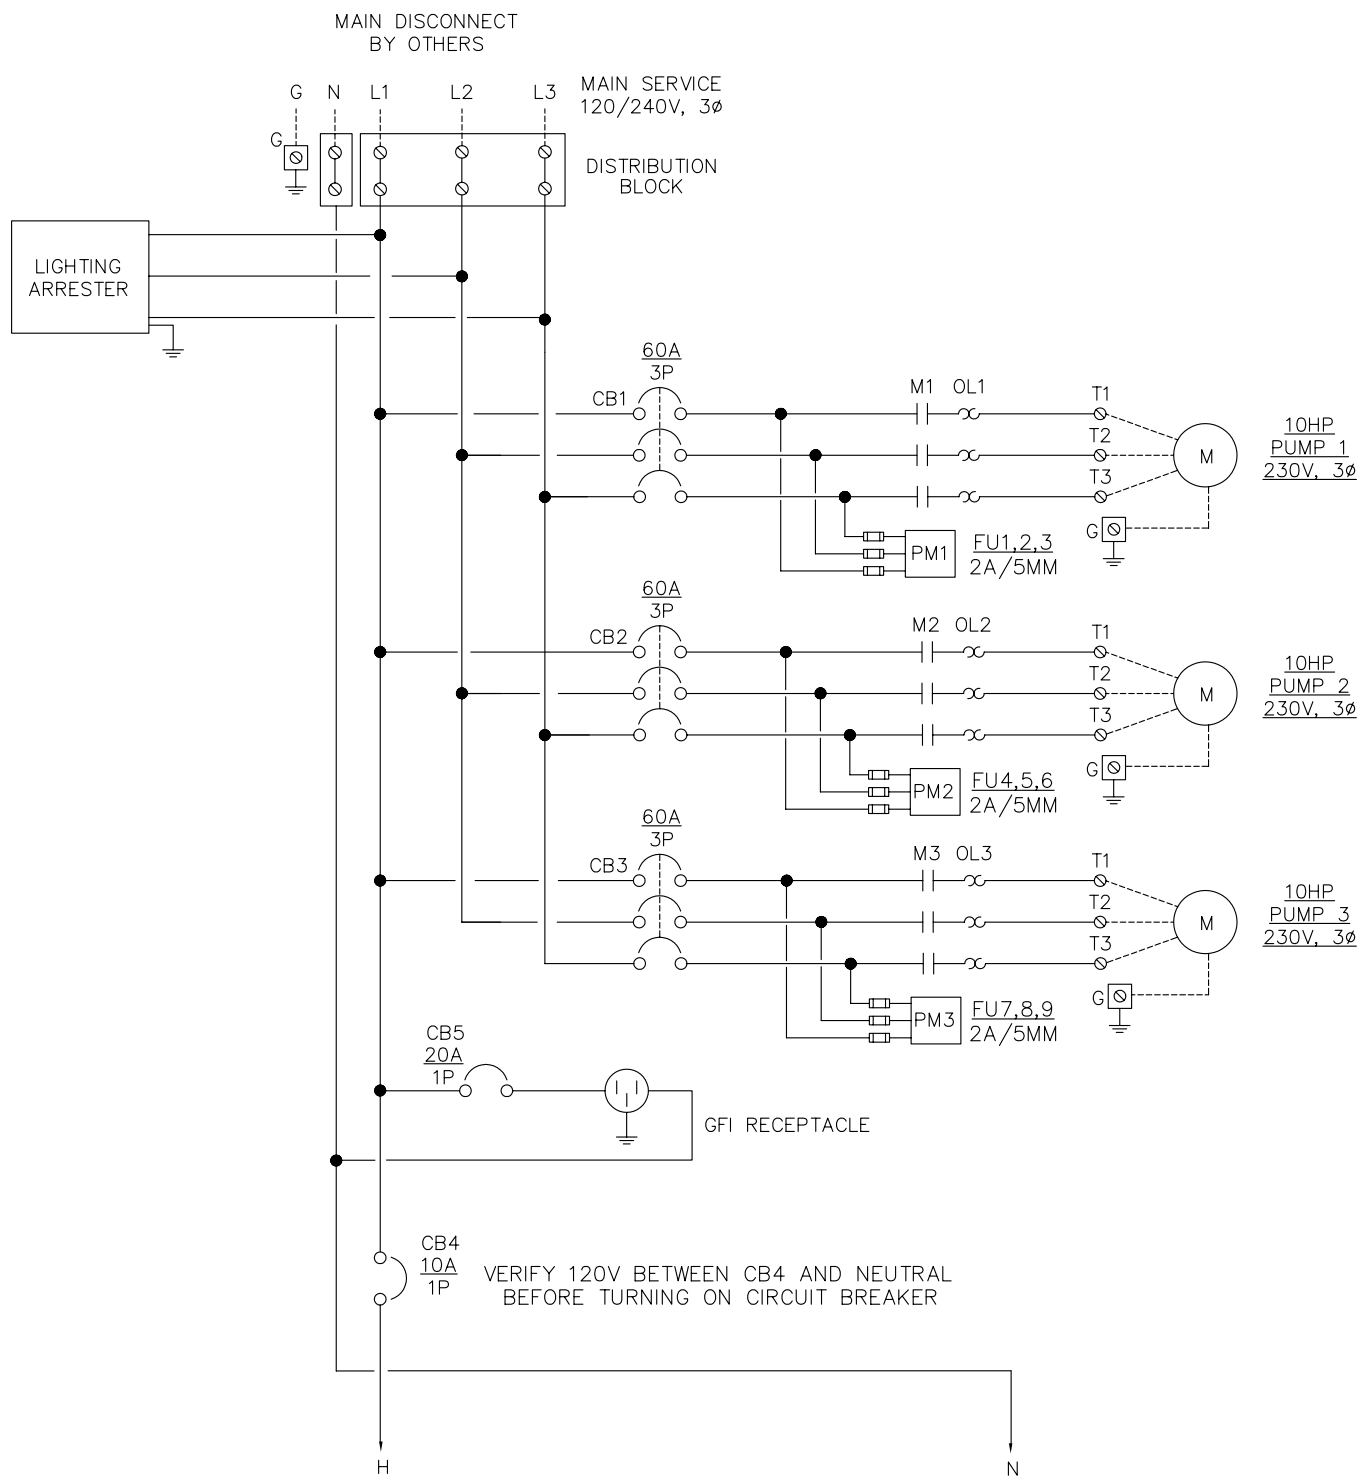 MAIN DISCONNECT
BY OTHERS
G N L1 L2 L3
MAIN SERVICE
120/240V, 3ø
G
DISTRIBUTION
BLOCK
LIGHTING
ARRESTER
60A
3P
CB1
M1 OL1
T1
T2
T3
M
10HP
PUMP 1
230V, 3ø
G
PM1
FU1,2,3
2A/5MM
60A
3P
CB2
M2 OL2
T1
T2
T3
M
10HP
PUMP 2
230V, 3ø
G
PM2
FU4,5,6
2A/5MM
60A
3P
CB3
M3 OL3
T1
T2
T3
M
10HP
PUMP 3
230V, 3ø
G
PM3
FU7,8,9
2A/5MM
CB5
20A
1P
GFI RECEPTACLE
CB4
10A
1P
VERIFY 120V BETWEEN CB4 AND NEUTRAL
BEFORE TURNING ON CIRCUIT BREAKER
H
N